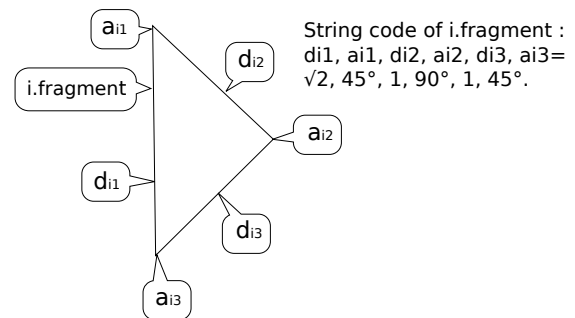 ai1
String code of i.fragment :
di1, ai1, di2, ai2, di3, ai3=
√2, 45°, 1, 90°, 1, 45°.
di2
i.fragment
ai2
di1
di3
ai3